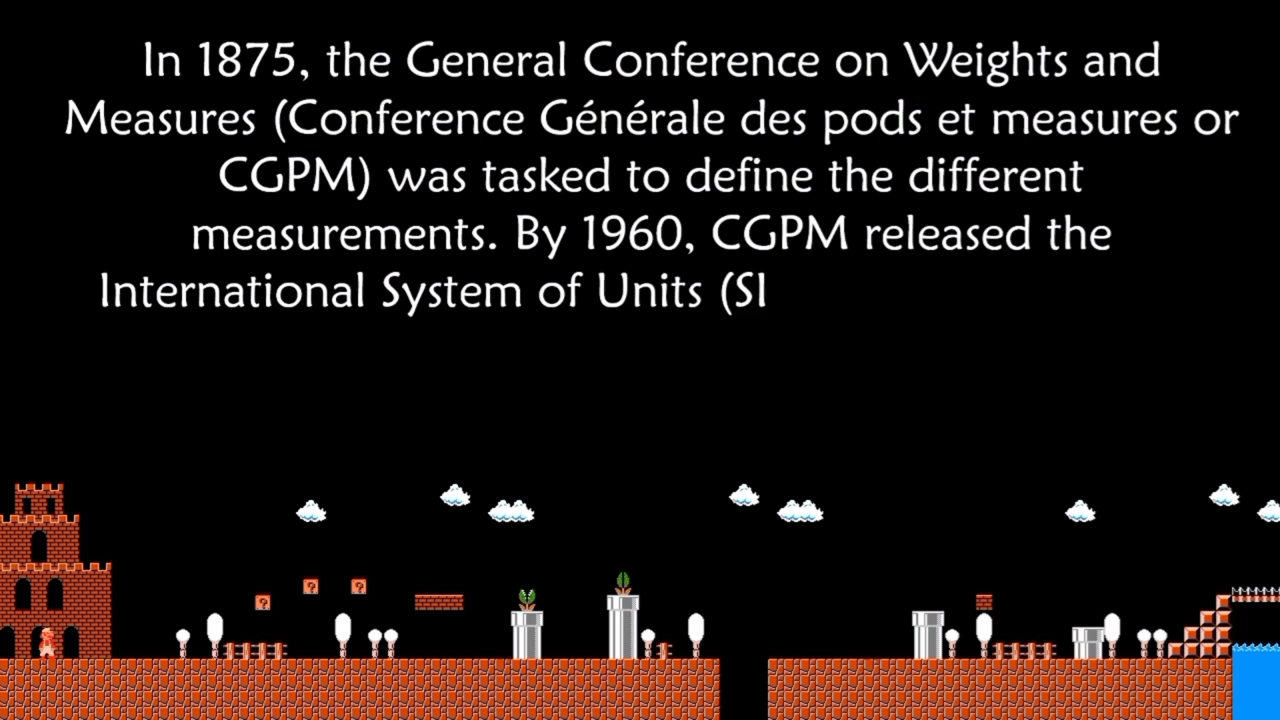 In 1875, the General Conference on Weights and
Measures (Conference Générale des pods et measures or
CGPM) was tasked to define the different
measurements. By 1960, CGPM released the
International System of Units (SI